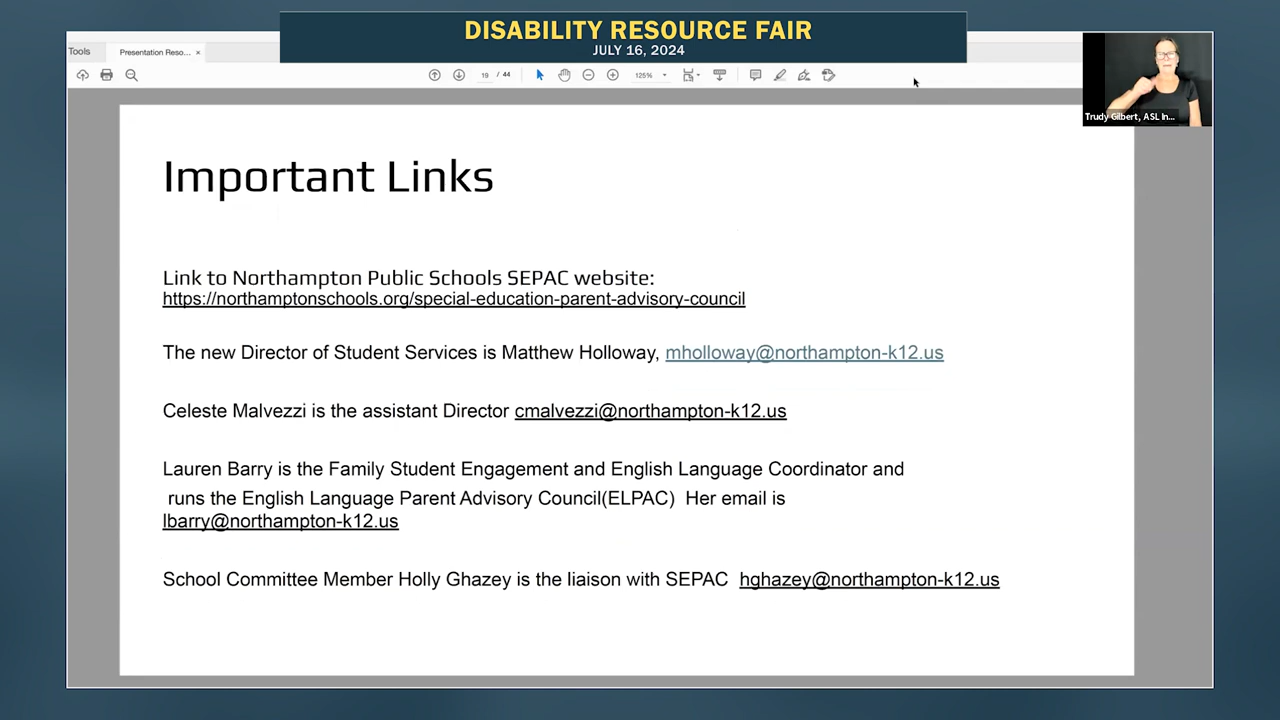 DISABILITY RESOURCE FAIR
JULY 16, 2024
Tools
Presentation Reso... ×
19 / 44
125%
Trudy Gilbert, ASL In...
Important Links
Link to Northampton Public Schools SEPAC website:
https://northamptonschools.org/special-education-parent-advisory-council
The new Director of Student Services is Matthew Holloway, mholloway@northampton-k12.us
Celeste Malvezzi is the assistant Director cmalvezzi@northampton-k12.us
Lauren Barry is the Family Student Engagement and English Language Coordinator and
runs the English Language Parent Advisory Council(ELPAC) Her email is
lbarry@northampton-k12.us
School Committee Member Holly Ghazey is the liaison with SEPAC hghazey@northampton-k12.us